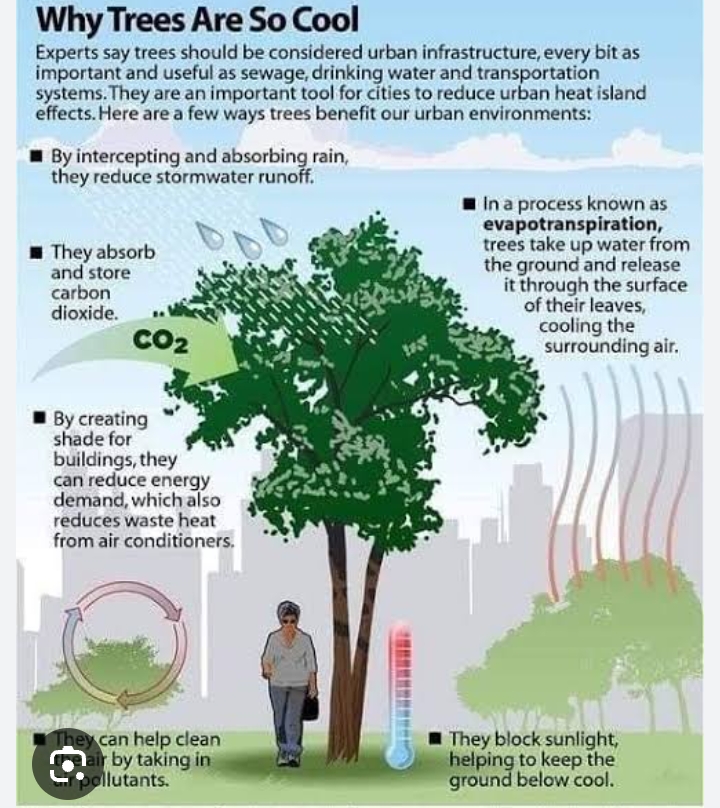 Why Trees Are So Cool
Experts say trees should be considered urban infrastructure, every bit as
important and useful as sewage, drinking water and transportation
systems. They are an important tool for cities to reduce urban heat island
effects. Here are a few ways trees benefit our urban environments:
■ By intercepting and absorbing rain,
they reduce stormwater runoff.
■ They absorb
and store
carbon
dioxide.
CO₂
■ By creating
shade for
buildings, they
can reduce energy
demand, which also
reduces waste heat
from air conditioners.
■ In a process known as
evapotranspiration,
trees take up water from
the ground and release
it through the surface
of their leaves,
cooling the
surrounding air.
■ They can help clean
the air by taking in
air pollutants.
■ They block sunlight,
helping to keep the
ground below cool.